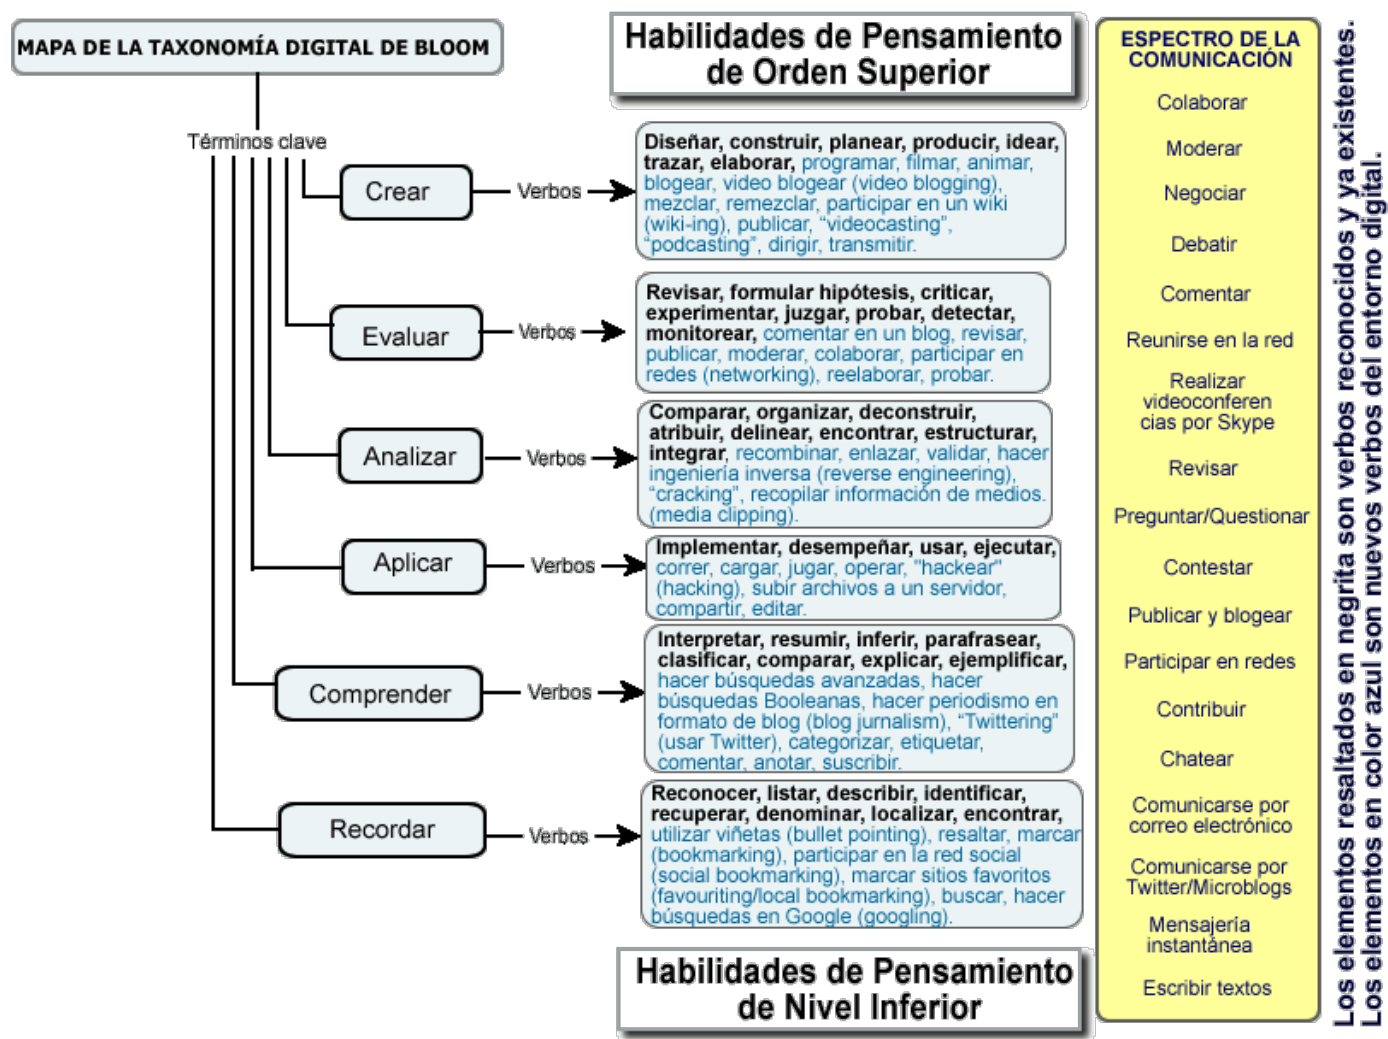 MAPA DE LA TAXONOMÍA DIGITAL DE BLOOM
Términos clave
Habilidades de Pensamiento
de Orden Superior
Crear
Verbos
Diseñar, construir, planear, producir, idear,
trazar, elaborar, programar, filmar, animar,
blogear, video blogear (video blogging),
mezclar, remezclar, participar en un wiki
(wiki-ing), publicar, “videocasting”,
“podcasting”, dirigir, transmitir.
Evaluar
Verbos
Revisar, formular hipótesis, criticar,
experimentar, juzgar, probar, detectar,
monitorear, comentar en un blog, revisar,
publicar, moderar, colaborar, participar en
redes (networking), reelaborar, probar.
Analizar
Verbos
Comparar, organizar, deconstruir,
atribuir, delinear, encontrar, estructurar,
integrar, recombinar, enlazar, validar, hacer
ingeniería inversa (reverse engineering),
“cracking”, recopilar información de medios.
(media clipping).
Aplicar
Verbos
Implementar, desempeñar, usar, ejecutar,
correr, cargar, jugar, operar, "hackear"
(hacking), subir archivos a un servidor,
compartir, editar.
Comprender
Verbos
Interpretar, resumir, inferir, parafrasear,
clasificar, comparar, explicar, ejemplificar,
hacer búsquedas avanzadas, hacer
búsquedas Booleanas, hacer periodismo en
formato de blog (blog jurnalism), “Twittering”
(usar Twitter), categorizar, etiquetar,
comentar, anotar, suscribir.
Recordar
Verbos
Reconocer, listar, describir, identificar,
recuperar, denominar, localizar, encontrar,
utilizar viñetas (bullet pointing), resaltar, marcar
(bookmarking), participar en la red social
(social bookmarking), marcar sitios favoritos
(favouriting/local bookmarking), buscar, hacer
búsquedas en Google (googling).
Habilidades de Pensamiento
de Nivel Inferior
ESPECTRO DE LA
COMUNICACIÓN
Colaborar
Moderar
Negociar
Debatir
Comentar
Reunirse en la red
Realizar
videoconferen
cias por Skype
Revisar
Preguntar/Questionar
Contestar
Publicar y blogear
Participar en redes
Contribuir
Chatear
Comunicarse por
correo electrónico
Comunicarse por
Twitter/Microblogs
Mensajería
instantánea
Escribir textos
Los elementos resaltados en negrita son verbos reconocidos y ya existentes.
Los elementos en color azul son nuevos verbos del entorno digital.